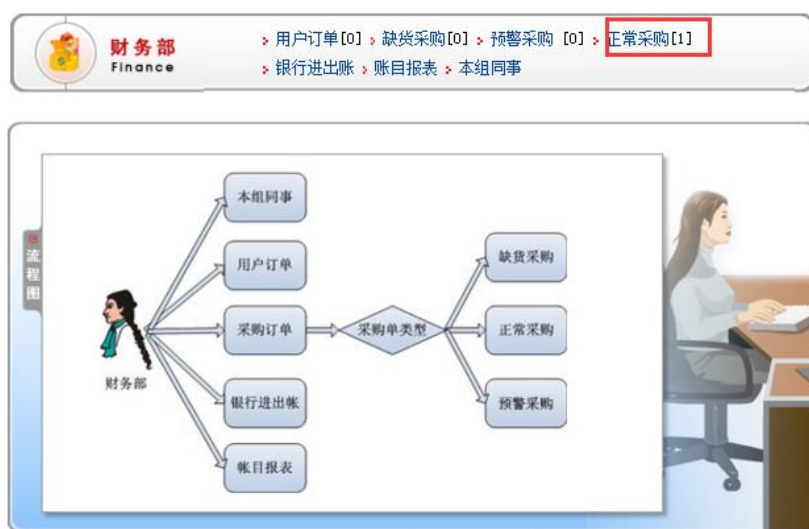 财务部
Finance
用户订单[0] 缺货采购[0] 预警采购 [0] 正常采购[1]
银行进出账 账目报表 本组同事
流程图
本组同事
用户订单
缺货采购
采购订单
采购单类型
正常采购
财务部
银行进出帐
预警采购
帐目报表